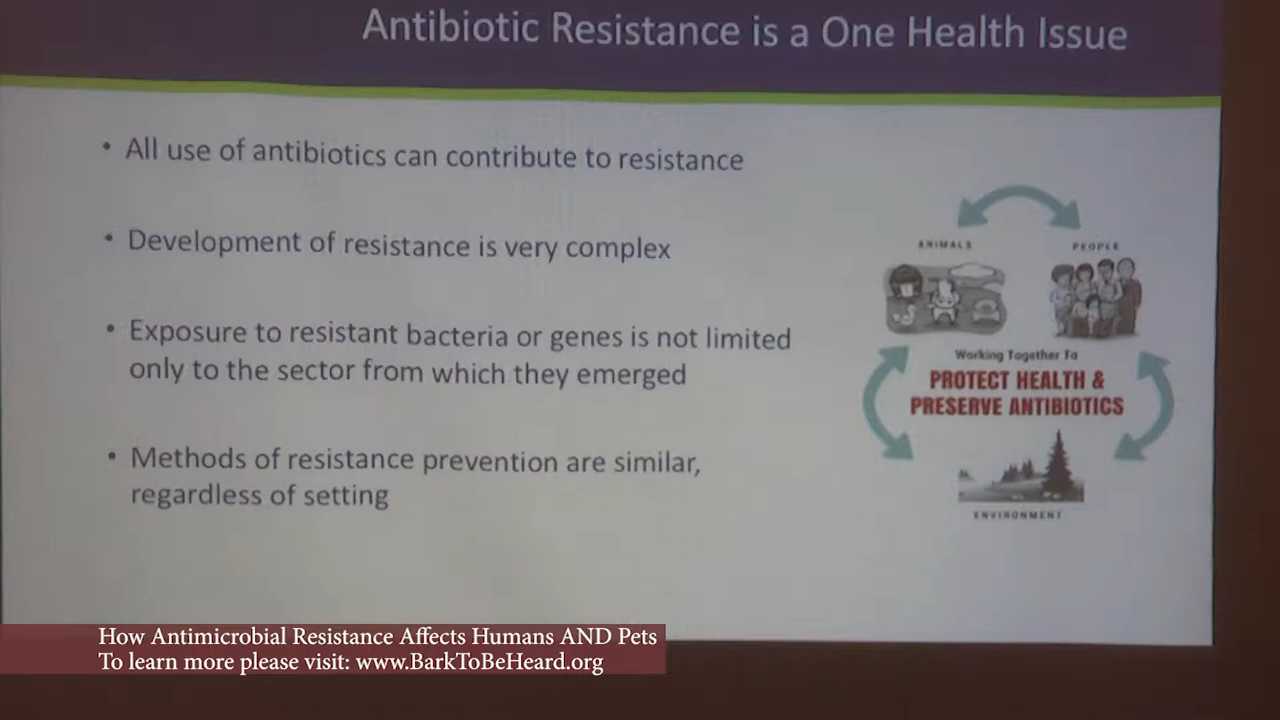 Antibiotic Resistance is a One Health Issue
• All use of antibiotics can contribute to resistance
• Development of resistance is very complex
• Exposure to resistant bacteria or genes is not limited
only to the sector from which they emerged
• Methods of resistance prevention are similar,
regardless of setting
ANIMALS
PEOPLE
Working Together To
PROTECT HEALTH &
PRESERVE ANTIBIOTICS
ENVIRONMENT
How Antimicrobial Resistance Affects Humans AND Pets
To learn more please visit: www.BarkToBeHeard.org